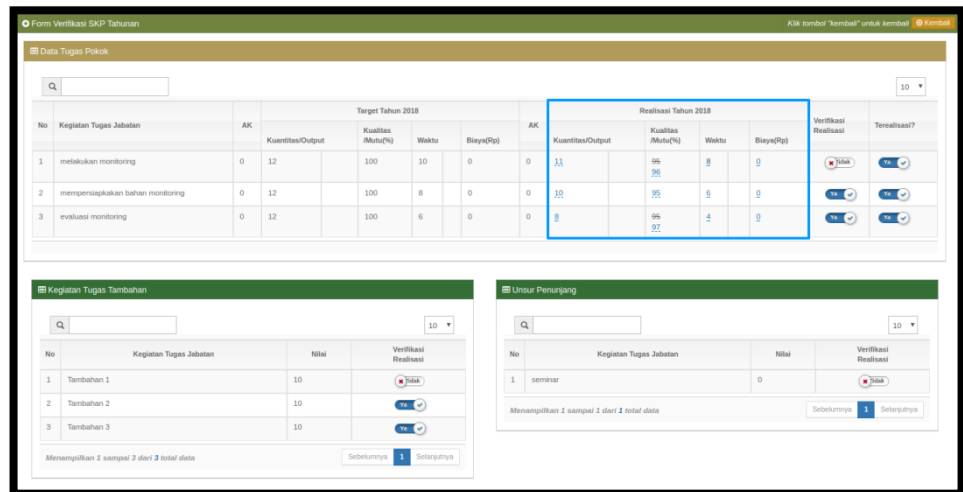 Form Verifikasi SKP Tahunan Klik tombol "kembali" untuk kembali Kembali
Data Tugas Pokok
10
No Kegiatan Tugas Jabatan AK Target Tahun 2018 AK Realisasi Tahun 2018 Verifikasi Realisasi Terealisasi?
Kuantitas/Output Kualitas /Mutu(%) Waktu Biaya(Rp) Kuantitas/Output Kualitas /Mutu(%) Waktu Biaya(Rp)
1 melakukan monitoring 0 12 100 10 0 0 11 95 96 8 0 Tidak Ya
2 mempersiapkakan bahan monitoring 0 12 100 8 0 0 10 95 6 0 Ya Ya
3 evaluasi monitoring 0 12 100 6 0 0 8 95 97 4 0 Ya Ya
Kegiatan Tugas Tambahan
10
No Kegiatan Tugas Jabatan Nilai Verifikasi Realisasi
1 Tambahan 1 10 Tidak
2 Tambahan 2 10 Ya
3 Tambahan 3 10 Ya
Menampilkan 1 sampai 3 dari 3 total data Sebelumnya 1 Selanjutnya
Unsur Penunjang
10
No Kegiatan Tugas Jabatan Nilai Verifikasi Realisasi
1 seminar 0 Tidak
Menampilkan 1 sampai 1 dari 1 total data Sebelumnya 1 Selanjutnya